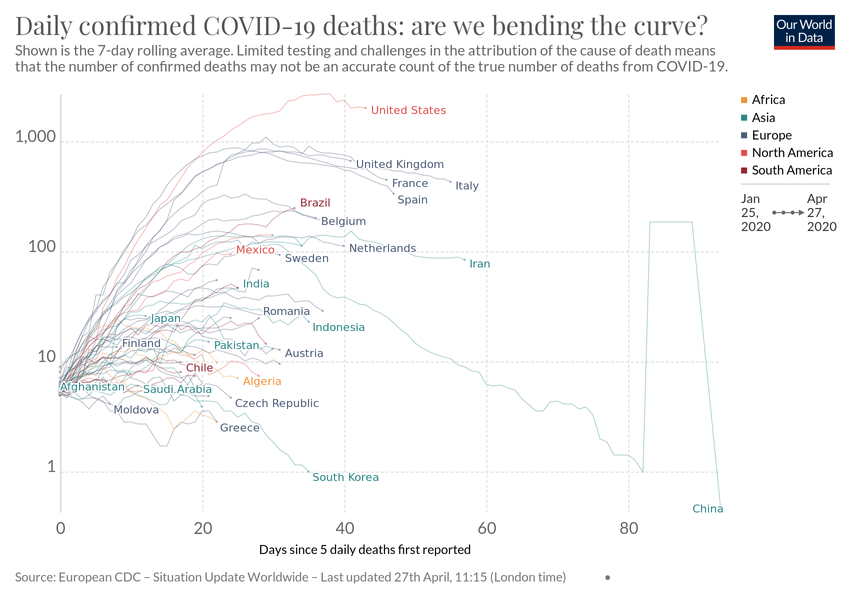 Daily confirmed COVID-19 deaths: are we bending the curve?
Shown is the 7-day rolling average. Limited testing and challenges in the attribution of the cause of death means
that the number of confirmed deaths may not be an accurate count of the true number of deaths from COVID-19.
Our World
in Data
Africa
Asia
Europe
North America
South America
Jan
25,
2020
Apr
27,
2020
1,000
100
10
1
United States
United Kingdom
France
Italy
Spain
Brazil
Belgium
Netherlands
Mexico
Sweden
Iran
India
Romania
Japan
Indonesia
Finland
Pakistan
Austria
Chile
Algeria
Afghanistan
Saudi Arabia
Czech Republic
Moldova
Greece
South Korea
China
0
20
40
60
80
Days since 5 daily deaths first reported
Source: European CDC – Situation Update Worldwide – Last updated 27th April, 11:15 (London time)